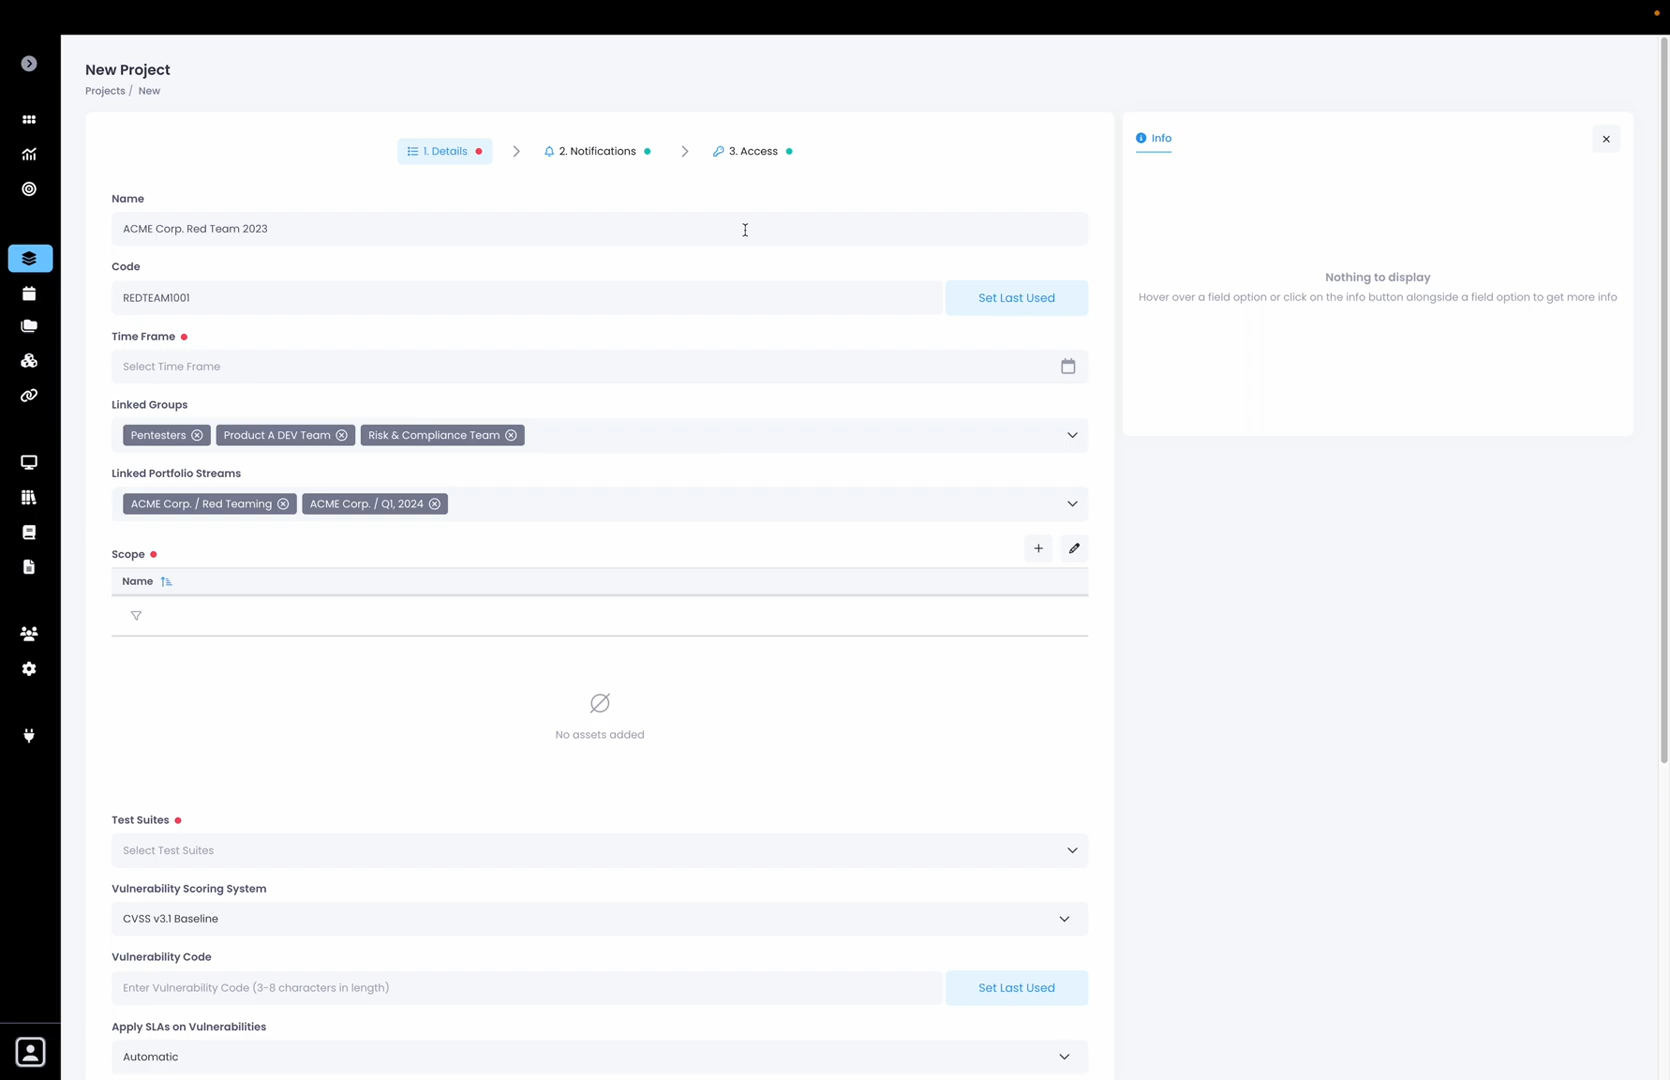 New Project
Projects / New
1. Details
2. Notifications
3. Access
Info
Name
ACME Corp. Red Team 2023
Code
REDTEAM1001
Set Last Used
Time Frame
Select Time Frame
Linked Groups
Pentesters
Product A DEV Team
Risk & Compliance Team
Linked Portfolio Streams
ACME Corp. / Red Teaming
ACME Corp. / Q1, 2024
Scope
Name
No assets added
Test Suites
Select Test Suites
Vulnerability Scoring System
CVSS v3.1 Baseline
Vulnerability Code
Enter Vulnerability Code (3-8 characters in length)
Set Last Used
Apply SLAs on Vulnerabilities
Automatic
Nothing to display
Hover over a field option or click on the info button alongside a field option to get more info